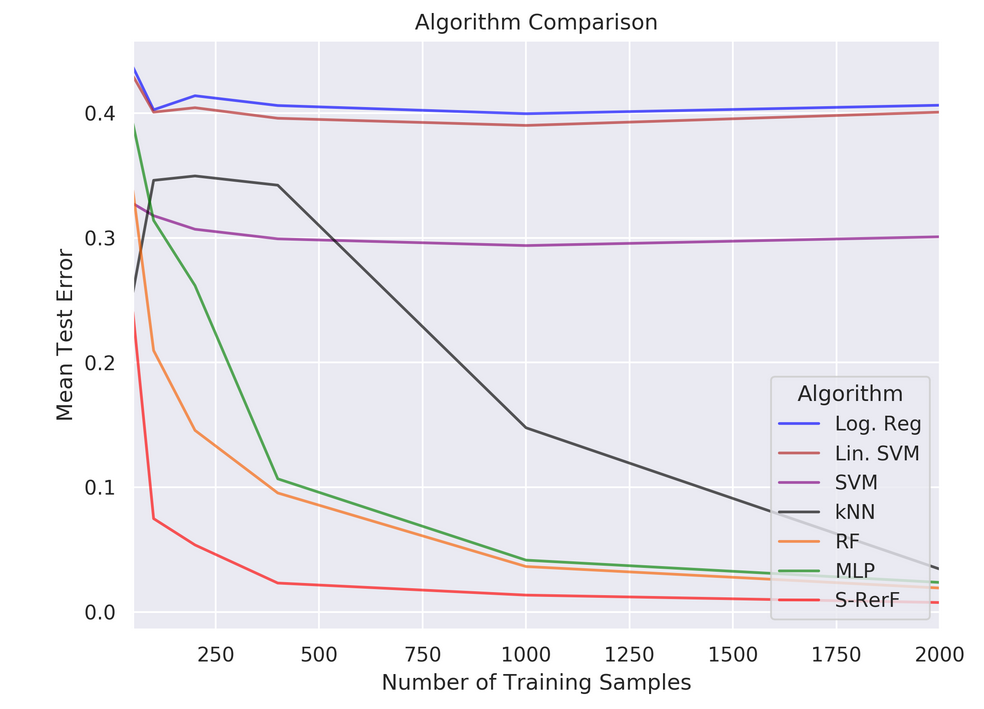 Algorithm Comparison
Mean Test Error
0.4
0.3
0.2
0.1
0.0
Algorithm
Log. Reg
Lin. SVM
SVM
kNN
RF
MLP
S-RerF
250 500 750 1000 1250 1500 1750 2000
Number of Training Samples